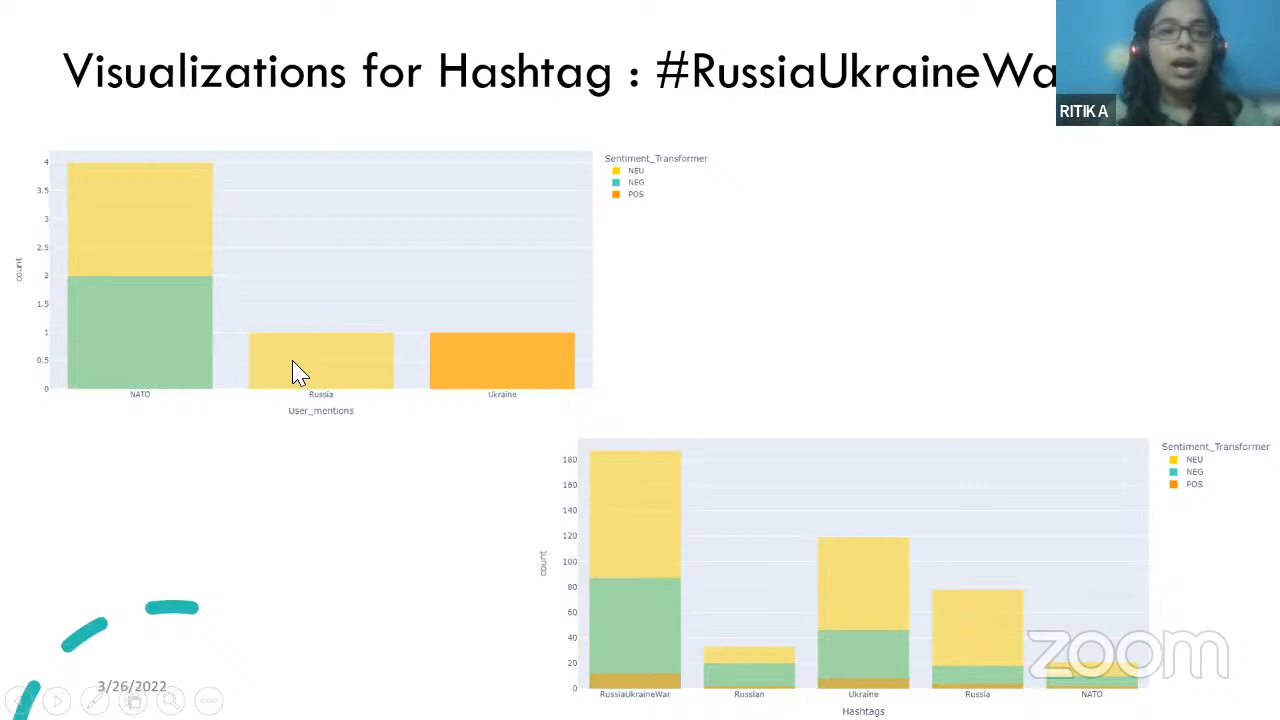 Visualizations for Hashtag : #RussiaUkraineWa
RITIKA
Sentiment_Transformer
NEU
NEG
POS
4
3.5
3
2.5
2
1.5
1
0.5
0
count
NATO
Russia
Ukraine
User_mentions
Sentiment_Transformer
NEU
NEG
POS
180
160
140
120
100
80
60
40
20
0
count
RussiaUkraineWar
Russian
Ukraine
Russia
NATO
Hashtags
zoom
3/26/2022